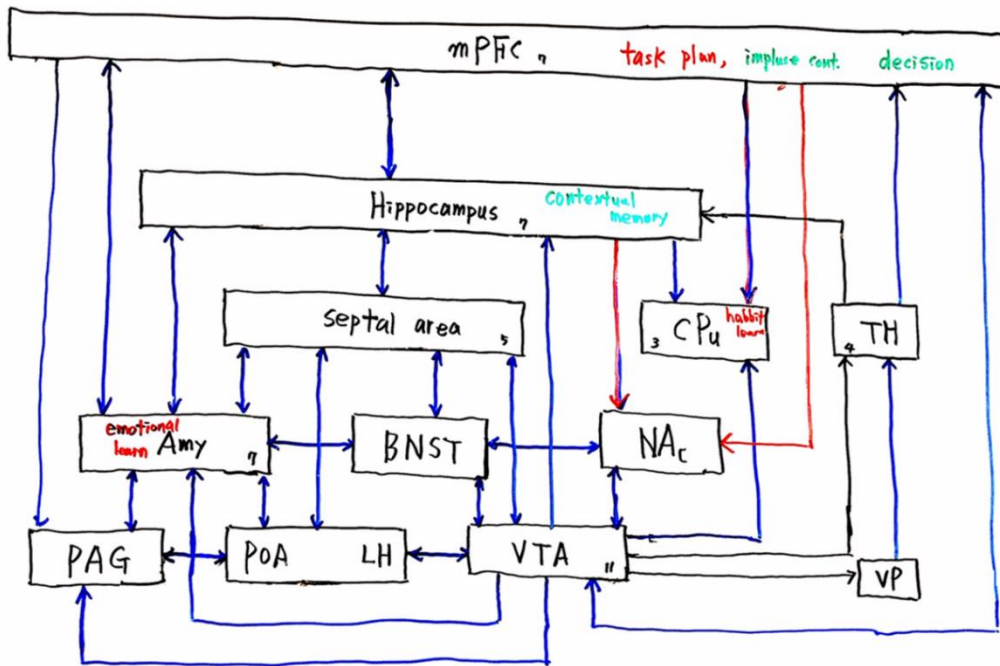 mPFC 7 task plan, impluse cont. decision
Hippocampus 7 contextual memory
septal area 5
3 CPu habbit learn
4 TH
emotional learn Amy 7
BNST
NAc
PAG
POA LH
VTA 11
VP